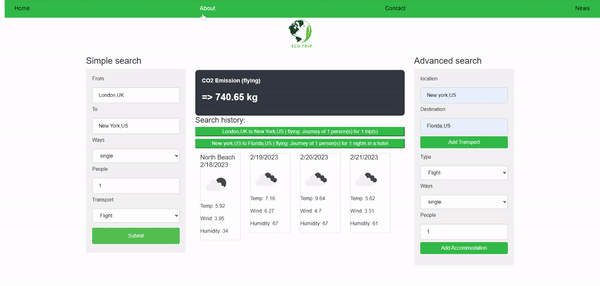 Home
About
Contact
News
ECO TRIP
Simple search
From
London,UK
To
New York,US
Ways
single
People
1
Transport
Flight
Submit
CO2 Emission (flying)
=> 740.65 kg
Search history:
London,UK to New York,US | flying: Journey of 1 person(s) for 1 trip(s)
New york,US to Florida,US | flying: Journey of 1 person(s) for 1 nights in a hotel
North Beach
2/18/2023
Temp: 5.92
Wind: 3.95
Humidity: 34
2/19/2023
Temp: 7.16
Wind: 6.27
Humidity: 67
2/20/2023
Temp: 9.64
Wind: 4.7
Humidity: 67
2/21/2023
Temp: 5.62
Wind: 3.51
Humidity: 61
Advanced search
location
New york,US
Destination
Florida,US
Add Transport
Type
Flight
Ways
single
People
1
Add Accommodation